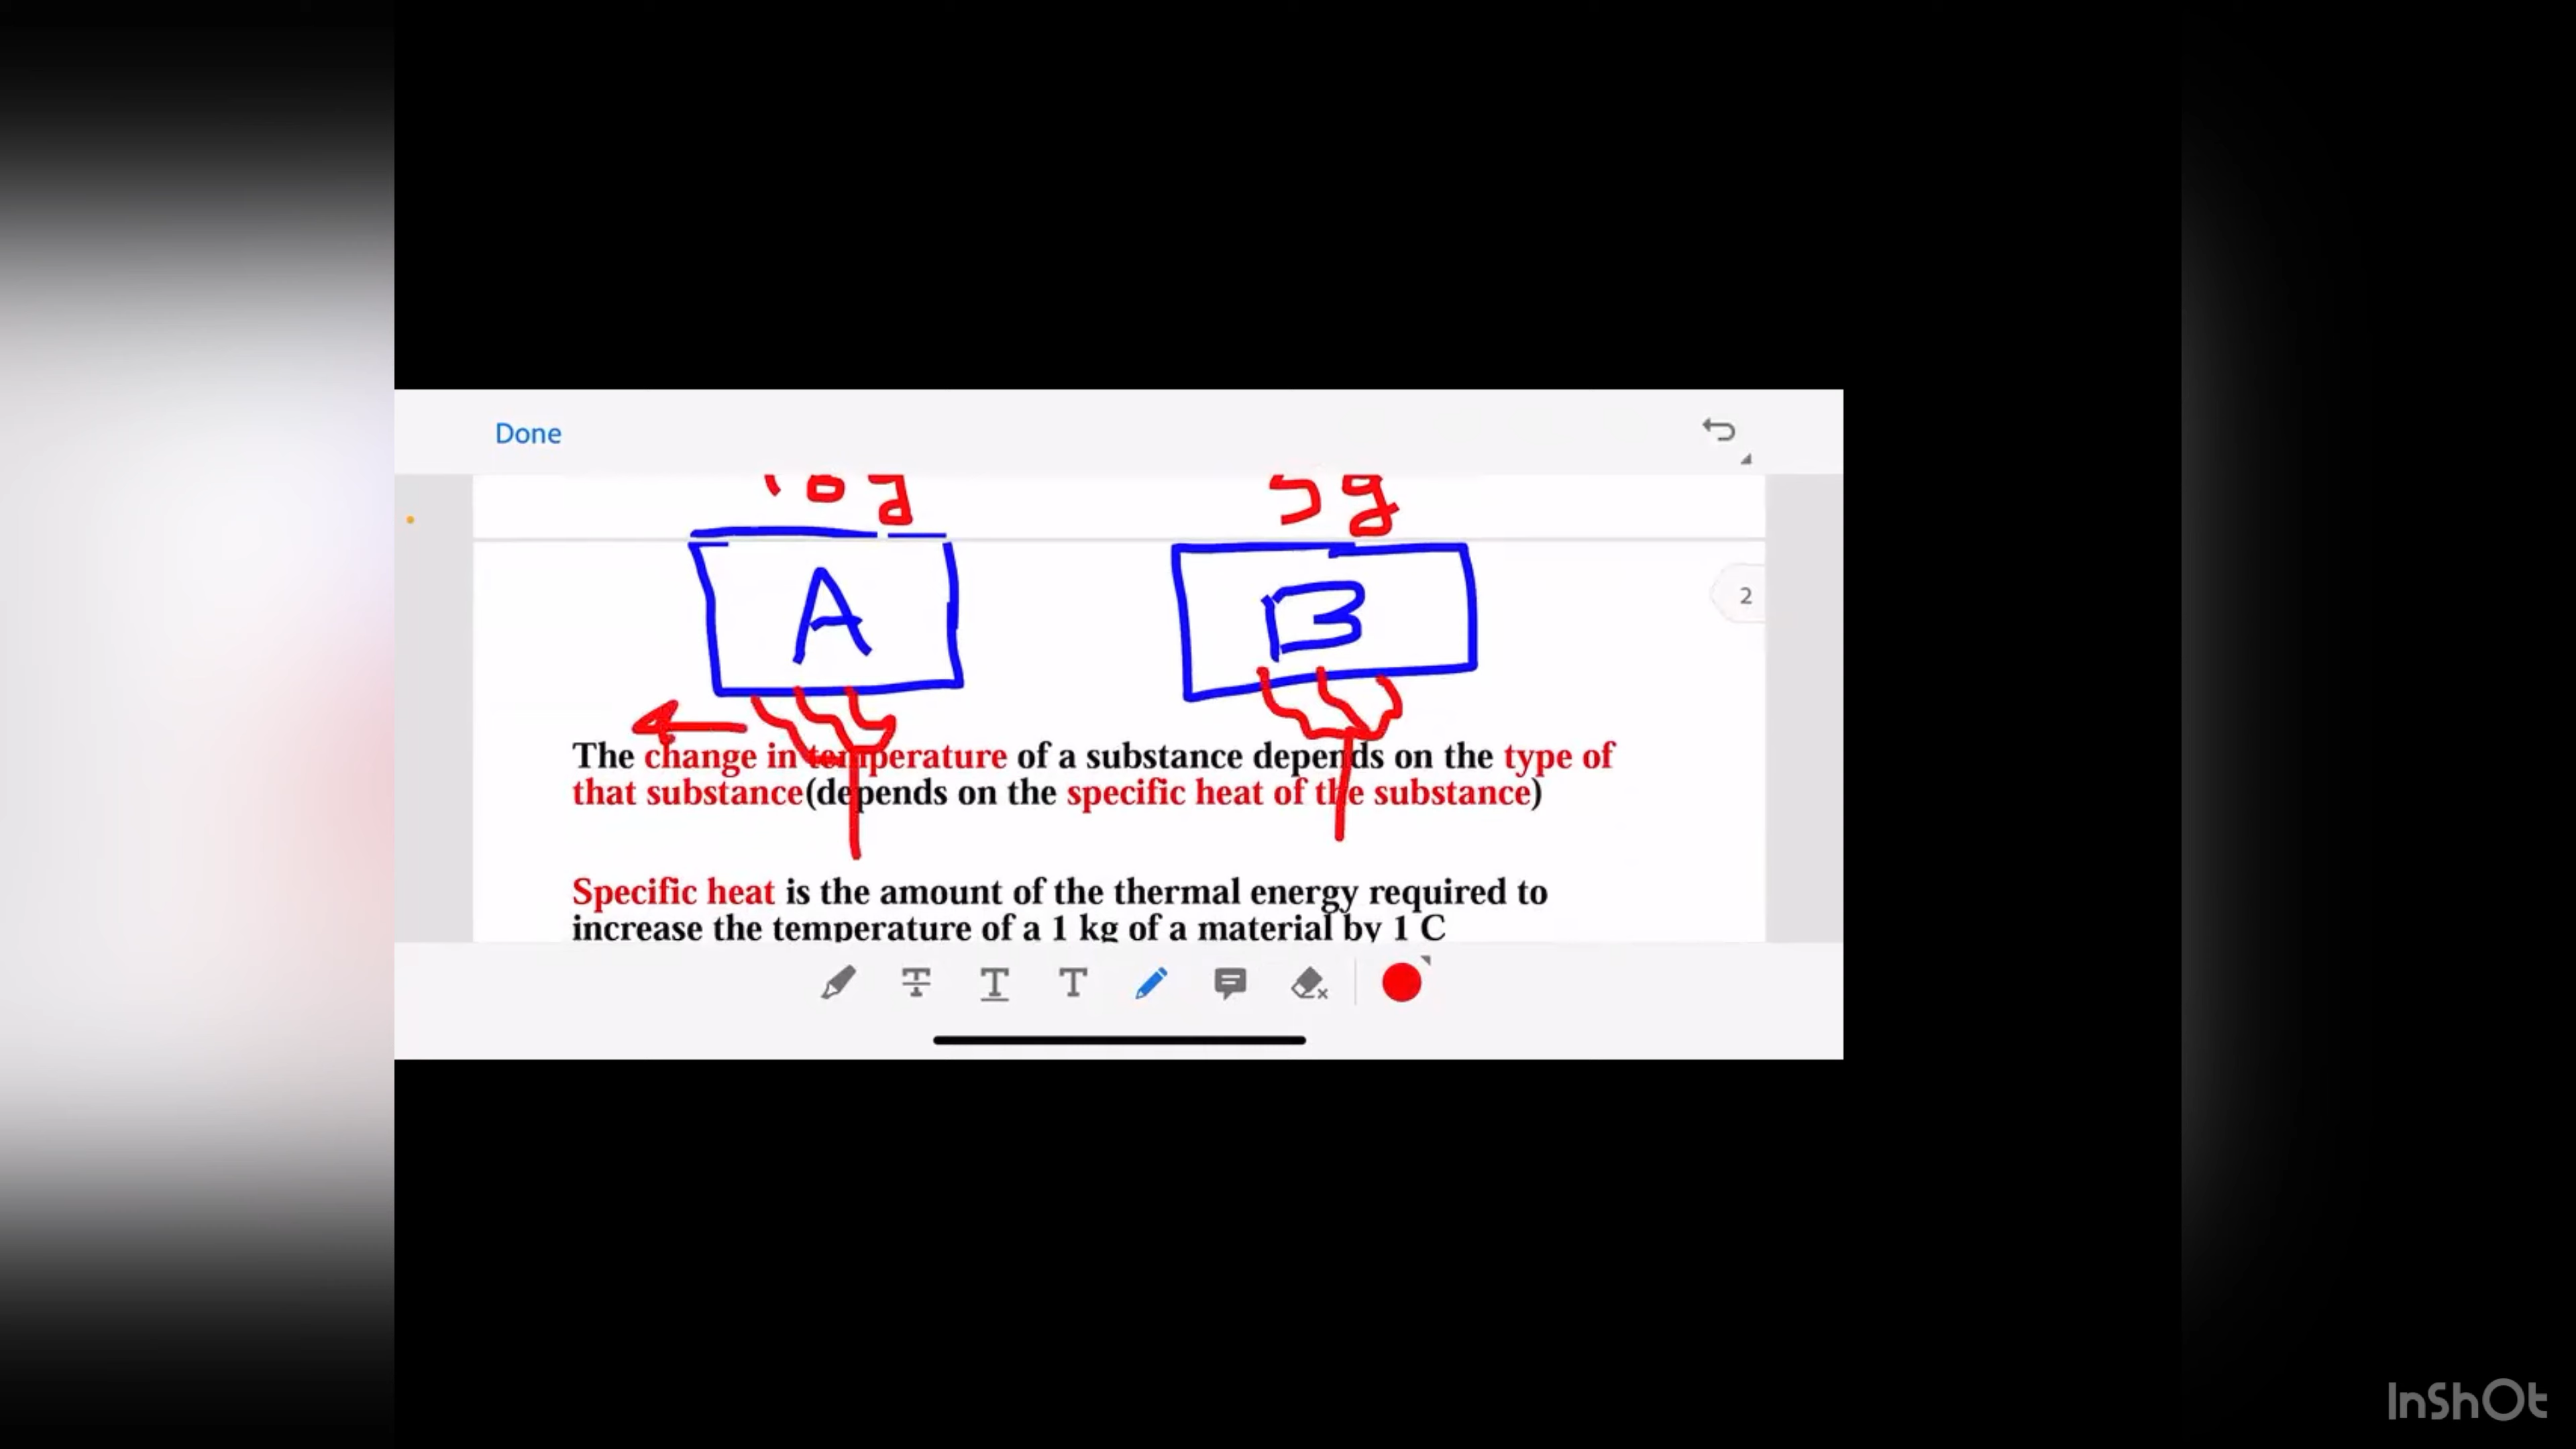 Done
5g
A
B
2
The change in temperature of a substance depends on the type of
that substance(depends on the specific heat of the substance)
Specific heat is the amount of the thermal energy required to
increase the temperature of a 1 kg of a material by 1 C
T T T
InShOt